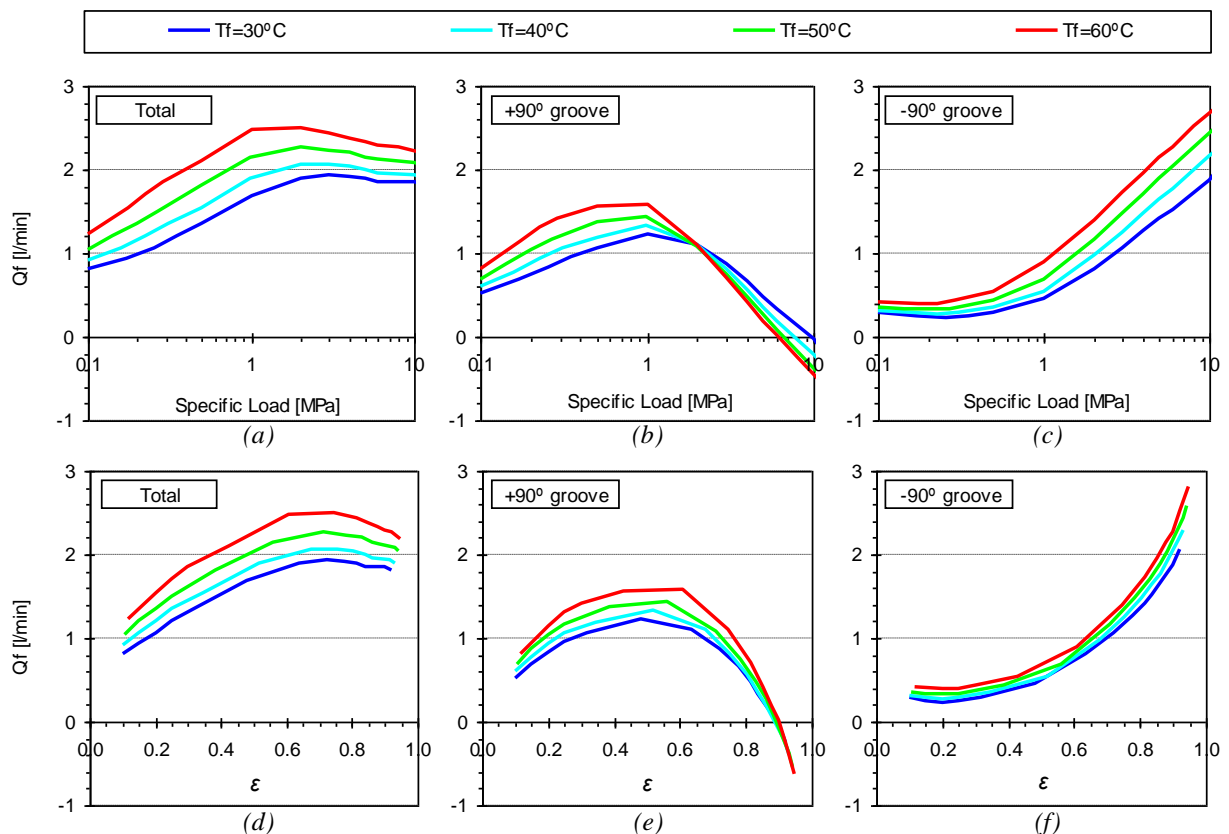 Tf=30ºC Tf=40ºC Tf=50ºC Tf=60ºC
Total
+90º groove
-90º groove
3 3 3
2 2 2
1 1 1
0 0 0
0.1 1 10 0.1 1 10 0.1 1 10
-1 -1 -1
Qf [l/min]
Specific Load [MPa] Specific Load [MPa] Specific Load [MPa]
(a) (b) (c)
Total
+90º groove
-90º groove
3 3 3
2 2 2
1 1 1
0 0 0
0.0 0.2 0.4 0.6 0.8 1.0 0.0 0.2 0.4 0.6 0.8 1.0 0.0 0.2 0.4 0.6 0.8 1.0
-1 -1 -1
Qf [l/min]
ε ε ε
(d) (e) (f)